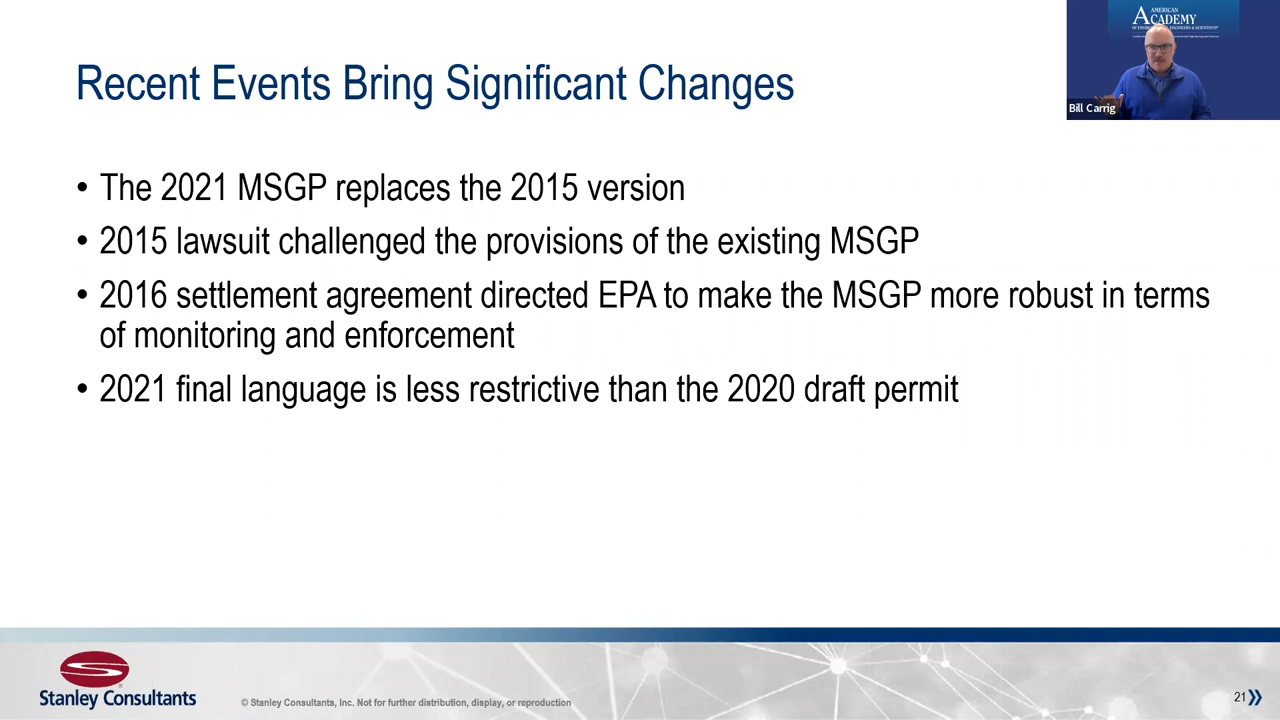 AMERICAN
ACADEMY
Bill Carrig
Recent Events Bring Significant Changes
• The 2021 MSGP replaces the 2015 version
• 2015 lawsuit challenged the provisions of the existing MSGP
• 2016 settlement agreement directed EPA to make the MSGP more robust in terms
of monitoring and enforcement
• 2021 final language is less restrictive than the 2020 draft permit
Stanley Consultants
© Stanley Consultants, Inc. Not for further distribution, display, or reproduction
21